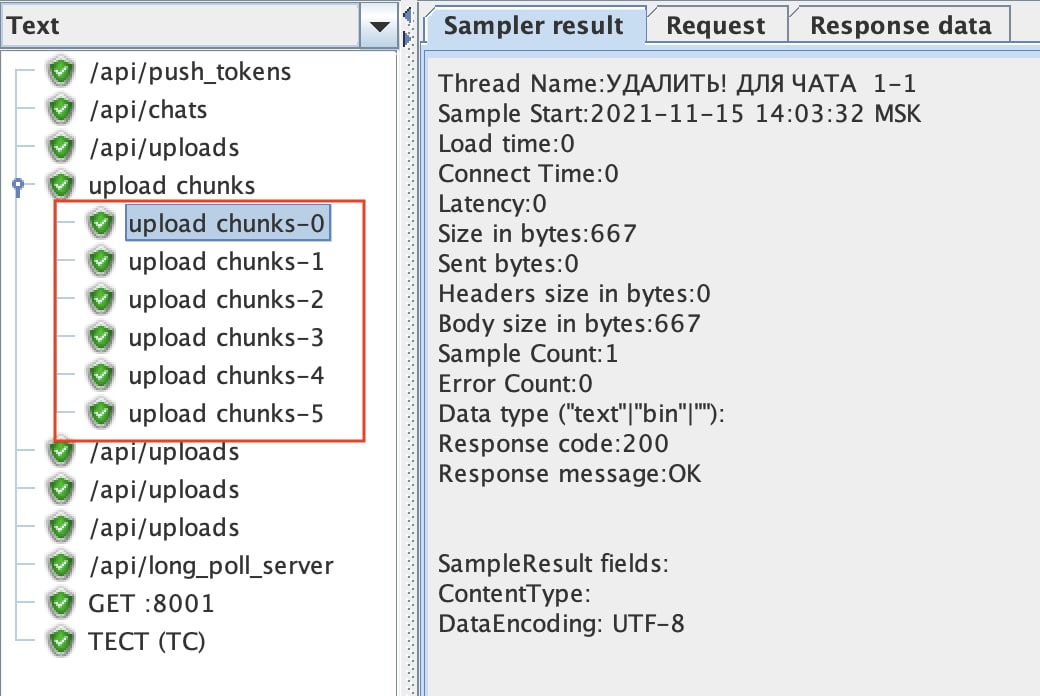 Text
/api/push_tokens
/api/chats
/api/uploads
upload chunks
upload chunks-0
upload chunks-1
upload chunks-2
upload chunks-3
upload chunks-4
upload chunks-5
/api/uploads
/api/uploads
/api/uploads
/api/long_poll_server
GET :8001
ТЕСТ (TC)
Sampler result
Request
Response data
Thread Name:УДАЛИТЬ! ДЛЯ ЧАТА  1-1
Sample Start:2021-11-15 14:03:32 MSK
Load time:0
Connect Time:0
Latency:0
Size in bytes:667
Sent bytes:0
Headers size in bytes:0
Body size in bytes:667
Sample Count:1
Error Count:0
Data type ("text"|"bin"|""):
Response code:200
Response message:OK
SampleResult fields:
ContentType:
DataEncoding: UTF-8